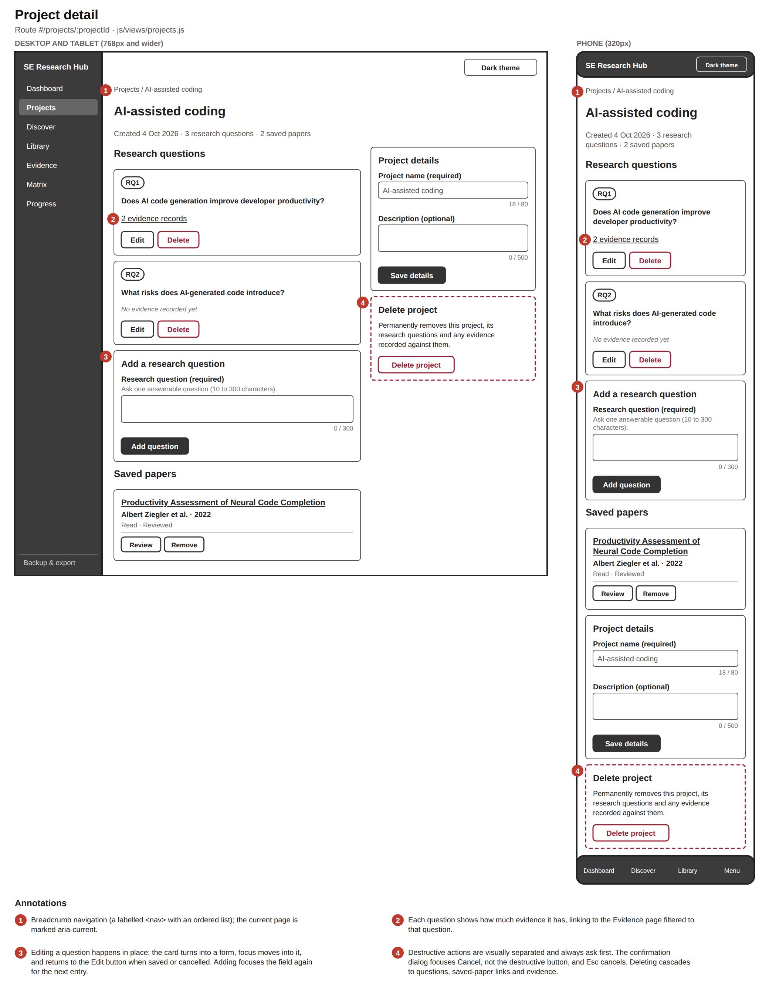 Project detail
Route #/projects/:projectId · js/views/projects.js
DESKTOP AND TABLET (768px and wider)
SE Research Hub
Dashboard
Projects
Discover
Library
Evidence
Matrix
Progress
Backup & export
Dark theme
1
Projects / AI-assisted coding
AI-assisted coding
Created 4 Oct 2026 · 3 research questions · 2 saved papers
Research questions
RQ1
Does AI code generation improve developer productivity?
2
2 evidence records
Edit
Delete
RQ2
What risks does AI-generated code introduce?
No evidence recorded yet
Edit
Delete
3
Add a research question
Research question (required)
Ask one answerable question (10 to 300 characters).
0 / 300
Add question
Saved papers
Productivity Assessment of Neural Code Completion
Albert Ziegler et al. · 2022
Read · Reviewed
Review
Remove
Project details
Project name (required)
AI-assisted coding
18 / 80
Description (optional)
0 / 500
Save details
4
Delete project
Permanently removes this project, its
research questions and any evidence
recorded against them.
Delete project
PHONE (320px)
SE Research Hub
Dark theme
1
Projects / AI-assisted coding
AI-assisted coding
Created 4 Oct 2026 · 3 research
questions · 2 saved papers
Research questions
RQ1
Does AI code generation improve
developer productivity?
2
2 evidence records
Edit
Delete
RQ2
What risks does AI-generated code
introduce?
No evidence recorded yet
Edit
Delete
3
Add a research question
Research question (required)
Ask one answerable question (10 to 300
characters).
0 / 300
Add question
Saved papers
Productivity Assessment of
Neural Code Completion
Albert Ziegler et al. · 2022
Read · Reviewed
Review
Remove
Project details
Project name (required)
AI-assisted coding
18 / 80
Description (optional)
0 / 500
Save details
4
Delete project
Permanently removes this project, its
research questions and any evidence
recorded against them.
Delete project
Dashboard
Discover
Library
Menu
Annotations
1
Breadcrumb navigation (a labelled <nav> with an ordered list); the current page is
marked aria-current.
2
Each question shows how much evidence it has, linking to the Evidence page filtered to
that question.
3
Editing a question happens in place: the card turns into a form, focus moves into it,
and returns to the Edit button when saved or cancelled. Adding focuses the field again
for the next entry.
4
Destructive actions are visually separated and always ask first. The confirmation
dialog focuses Cancel, not the destructive button, and Esc cancels. Deleting cascades
to questions, saved-paper links and evidence.